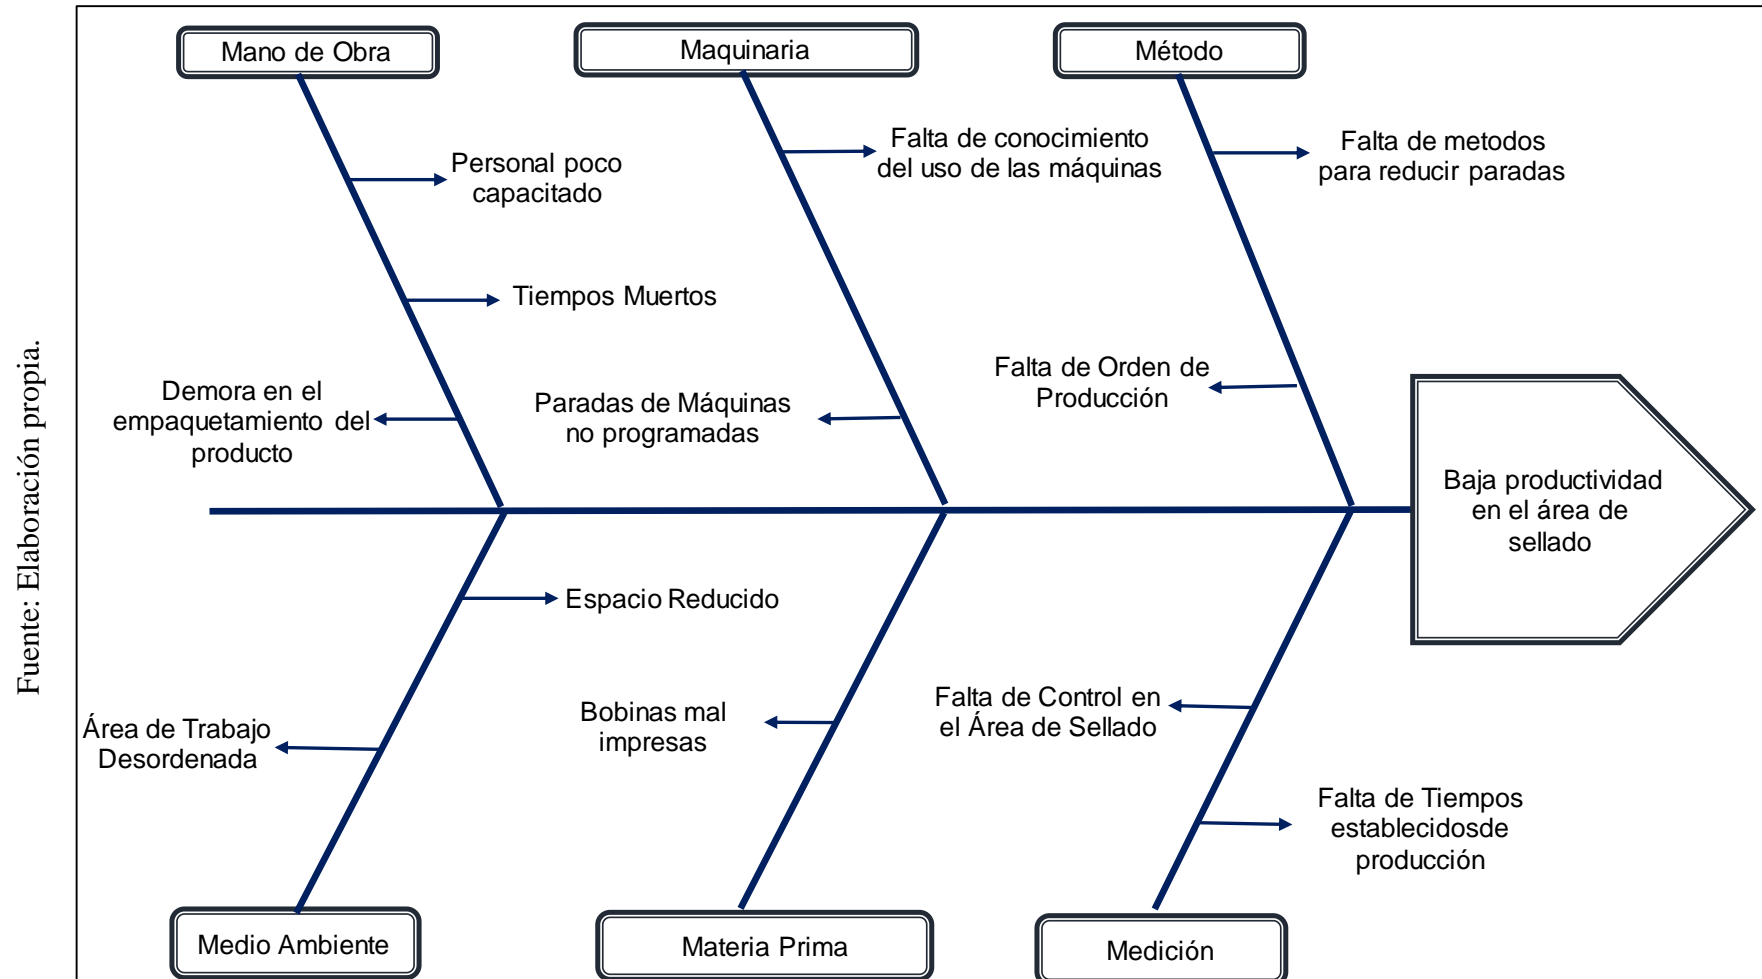 Mano de Obra
Maquinaria
Método
Personal poco
capacitado
Tiempos Muertos
Demora en el
empaquetamiento del
producto
Falta de conocimiento
del uso de las máquinas
Paradas de Máquinas
no programadas
Falta de metodos
para reducir paradas
Falta de Orden de
Producción
Baja productividad
en el área de
sellado
Espacio Reducido
Área de Trabajo
Desordenada
Bobinas mal
impresas
Falta de Control en
el Área de Sellado
Falta de Tiempos
establecidosde
producción
Medio Ambiente
Materia Prima
Medición
Fuente: Elaboración propia.